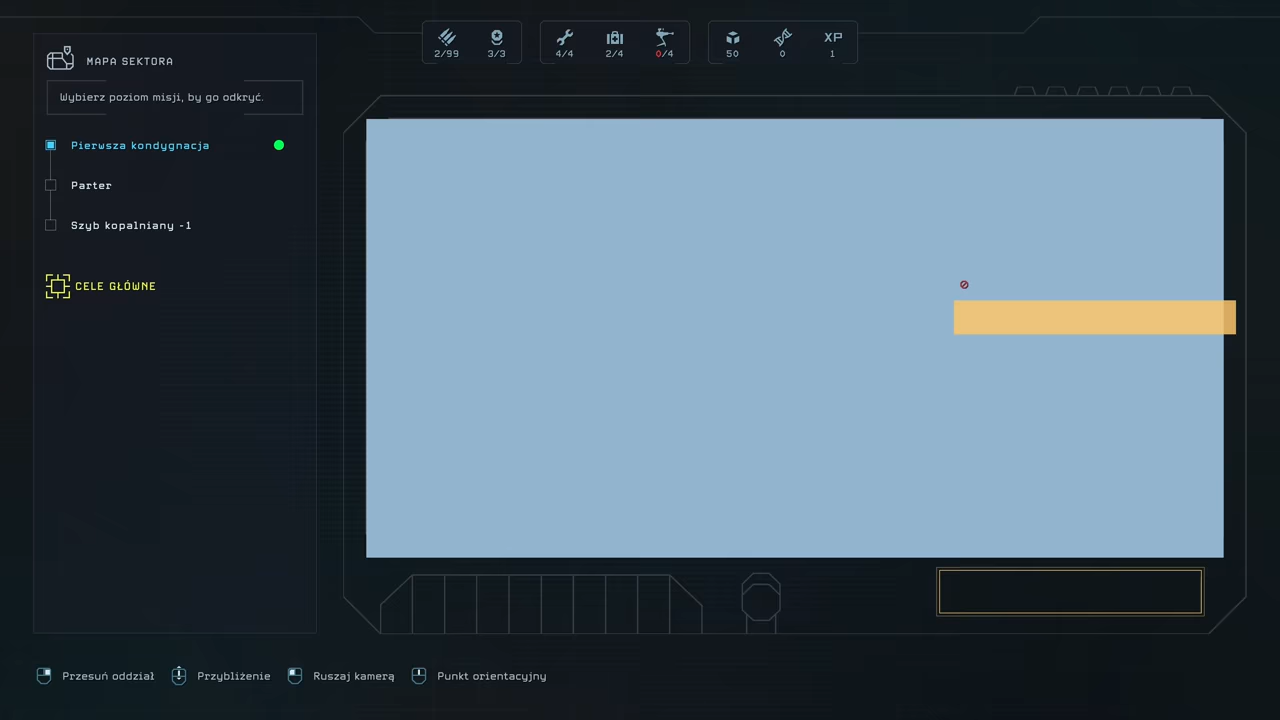 2/99
3/3
4/4
2/4
0/4
50
0
XP
1
MAPA SEKTORA
Wybierz poziom misji, by go odkryć.
Pierwsza kondygnacja
Parter
Szyb kopalniany -1
CELE GŁÓWNE
Przesuń oddział
Przybliżenie
Ruszaj kamerą
Punkt orientacyjny